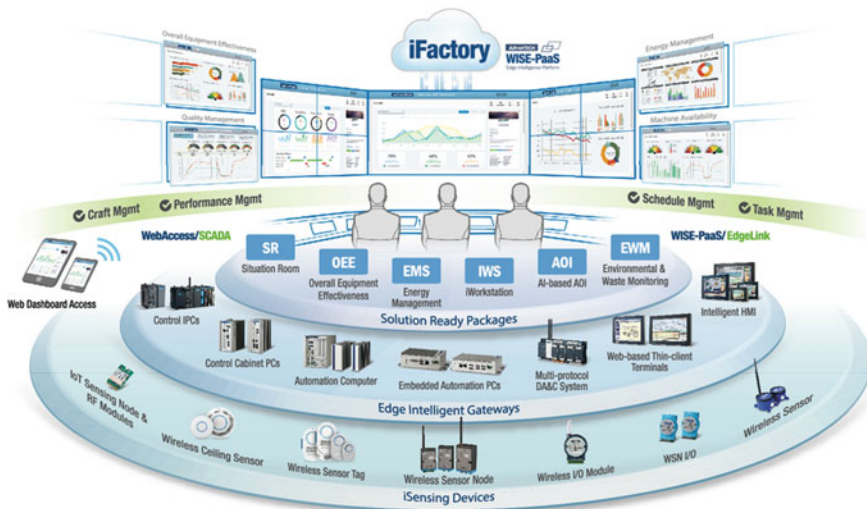 iFactory
ADVANTECH
WISE-PaaS
Edge Intelligence Platform
Overall Equipment Effectiveness
Energy Management
Quality Management
Machine Availability
Craft Mgmt
Performance Mgmt
Schedule Mgmt
Task Mgmt
WebAccess/SCADA
WISE-PaaS/EdgeLink
Web Dashboard Access
SR
Situation Room
OEE
Overall Equipment
Effectiveness
EMS
Energy
Management
IWS
iWorkstation
AOI
AI-based AOI
EWM
Environmental &
Waste Monitoring
Solution Ready Packages
Control IPCs
Control Cabinet PCs
Automation Computer
Embedded Automation PCs
Multi-protocol
DA&C System
Web-based Thin-client
Terminals
Intelligent HMI
Edge Intelligent Gateways
IoT Sensing Node &
RF Modules
Wireless Ceiling Sensor
Wireless Sensor Tag
Wireless Sensor Node
Wireless I/O Module
WSN I/O
Wireless Sensor
iSensing Devices